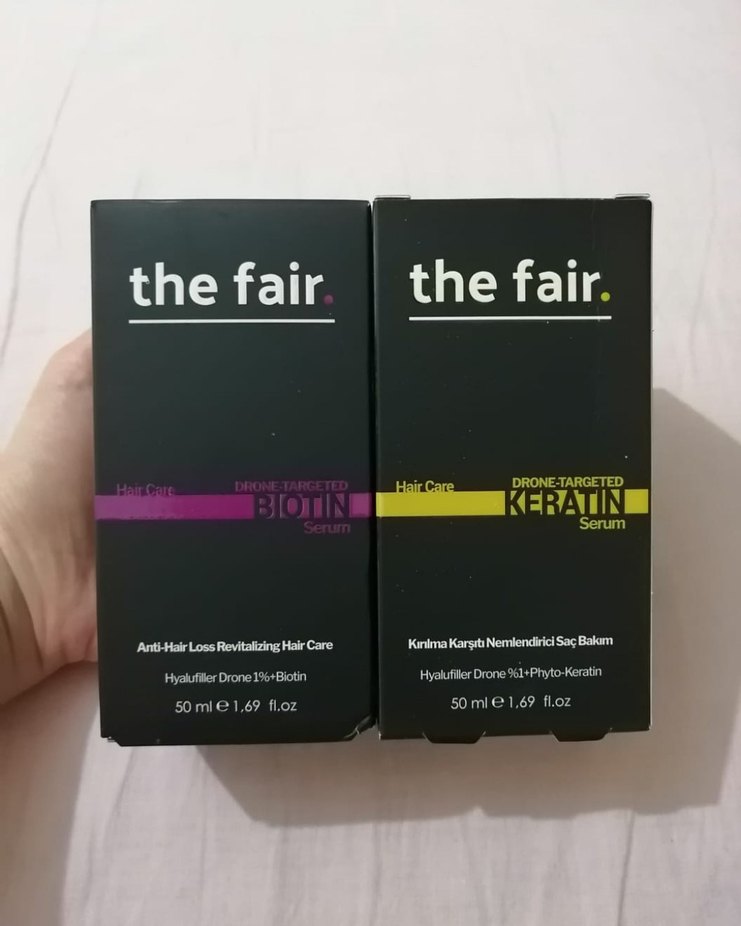 the fair.
Hair Care
DRONE-TARGETED
BIOTIN
Serum
Anti-Hair Loss Revitalizing Hair Care
Hyalufiller Drone 1%+Biotin
50 ml ℮ 1,69 fl.oz
the fair.
Hair Care
DRONE-TARGETED
KERATIN
Serum
Kırılma Karşıtı Nemlendirici Saç Bakım
Hyalufiller Drone %1+Phyto-Keratin
50 ml ℮ 1,69 fl.oz